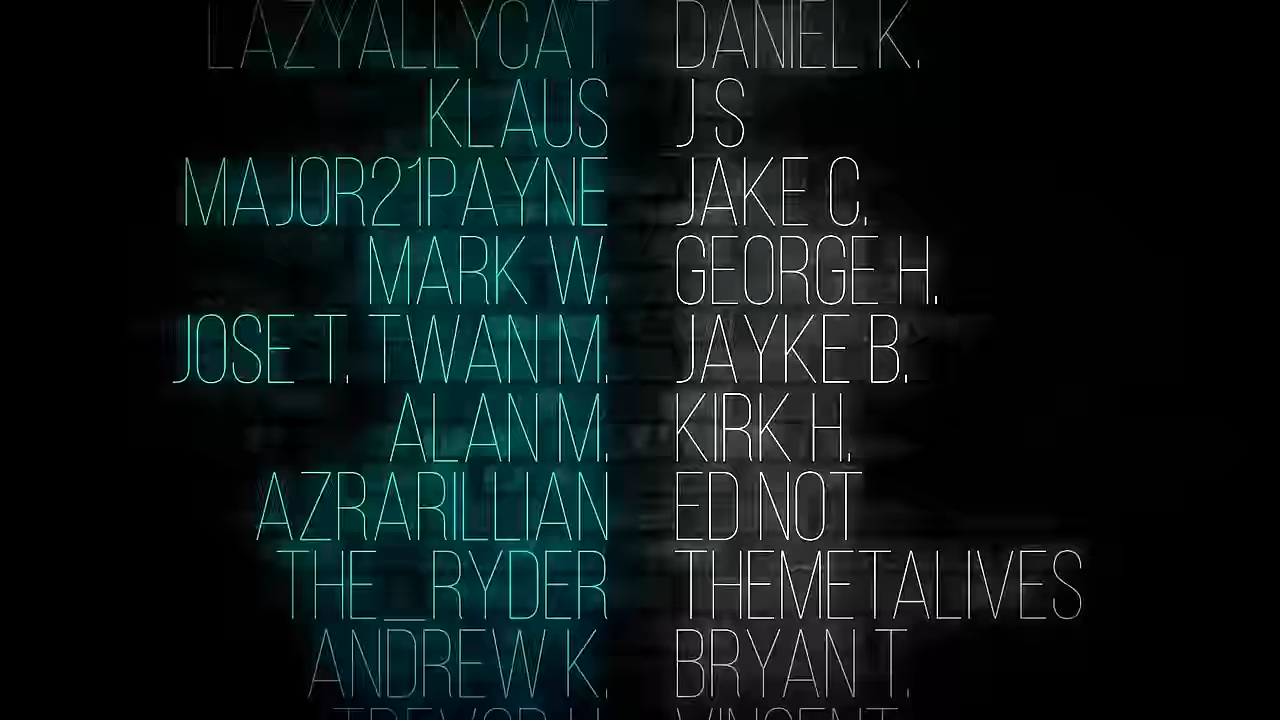 LAZYALLYCAT DANIEL K.
KLAUS J S
MAJOR21PAYNE JAKE C.
MARK W. GEORGE H.
JOSE T. TWAN M. JAYKE B.
ALAN M. KIRK H.
AZRARILLIAN ED NOT
THE_RYDER THEMETALIVES
ANDREW K. BRYAN T.